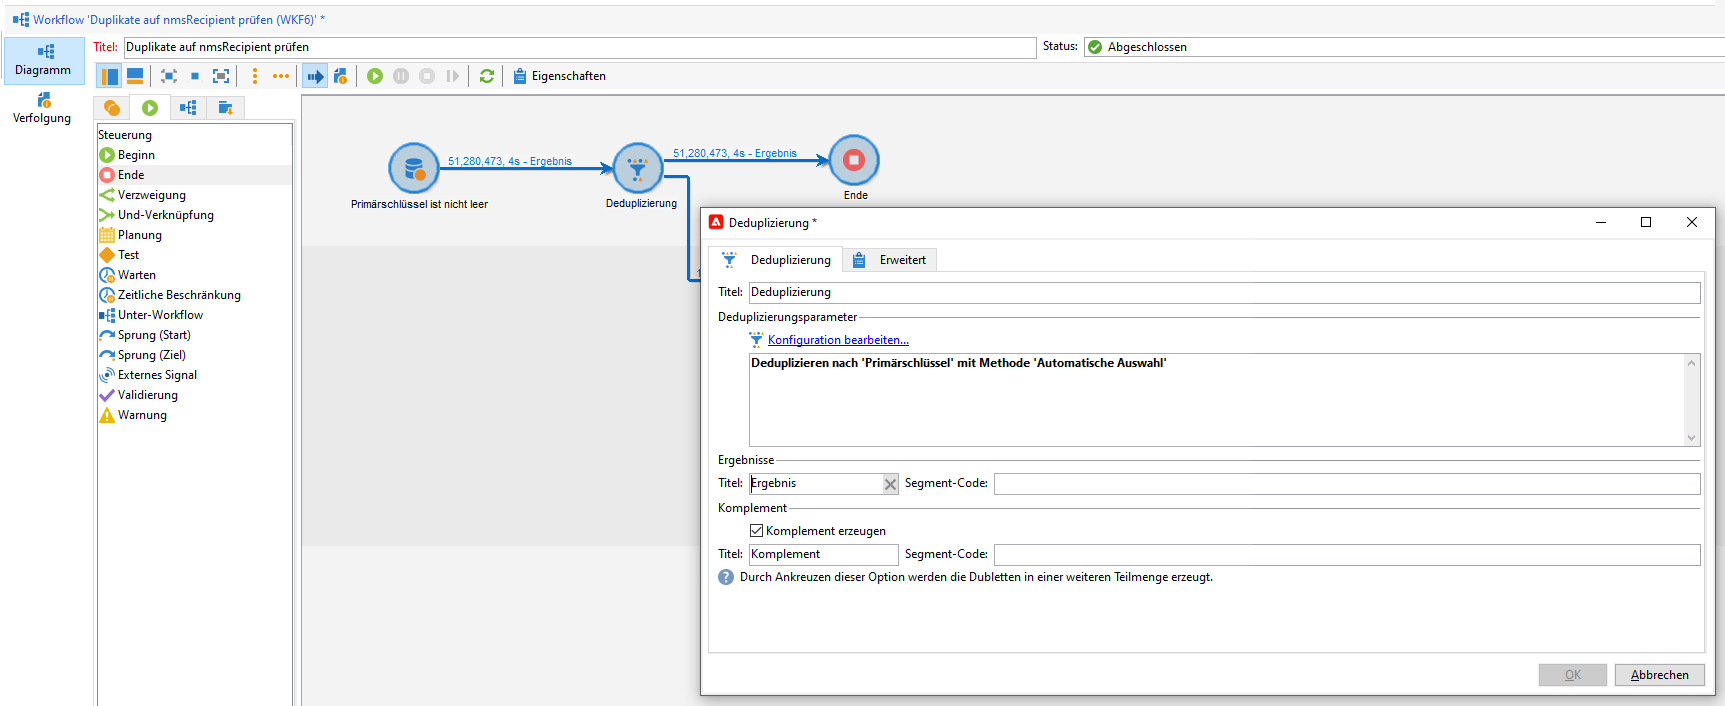 Workflow 'Duplikate auf nmsRecipient prüfen (WKF6)' *
Diagramm
Verfolgung
Titel: Duplikate auf nmsRecipient prüfen
Status: Abgeschlossen
Eigenschaften
Steuerung
Beginn
Ende
Verzweigung
Und-Verknüpfung
Planung
Test
Warten
Zeitliche Beschränkung
Unter-Workflow
Sprung (Start)
Sprung (Ziel)
Externes Signal
Validierung
Warnung
51,280,473, 4s - Ergebnis
51,280,473, 4s - Ergebnis
Primärschlüssel ist nicht leer
Deduplizierung
Ende
Deduplizierung *
Deduplizierung
Erweitert
Titel: Deduplizierung
Deduplizierungsparameter
Konfiguration bearbeiten...
Deduplizieren nach 'Primärschlüssel' mit Methode 'Automatische Auswahl'
Ergebnisse
Titel: Ergebnis Segment-Code:
Komplement
Komplement erzeugen
Titel: Komplement Segment-Code:
? Durch Ankreuzen dieser Option werden die Dubletten in einer weiteren Teilmenge erzeugt.
OK Abbrechen